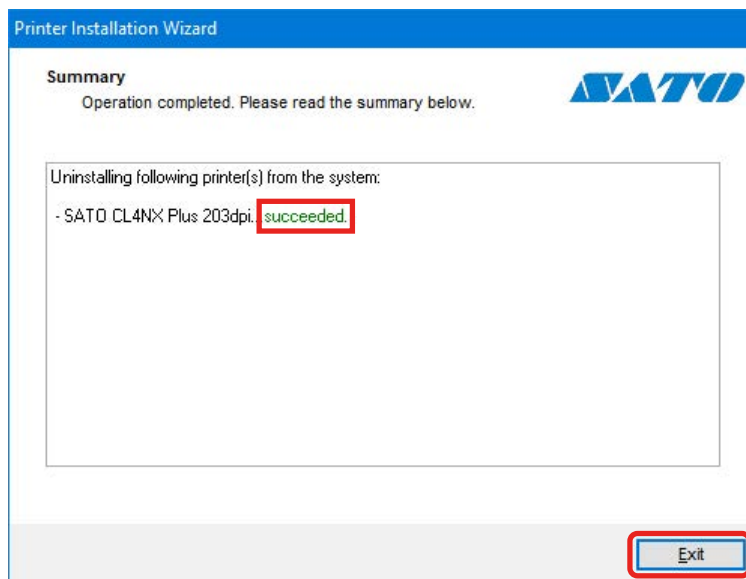 Printer Installation Wizard
Summary
Operation completed. Please read the summary below.
SATO
Uninstalling following printer(s) from the system:
- SATO CL4NX Plus 203dpi...succeeded.
Exit